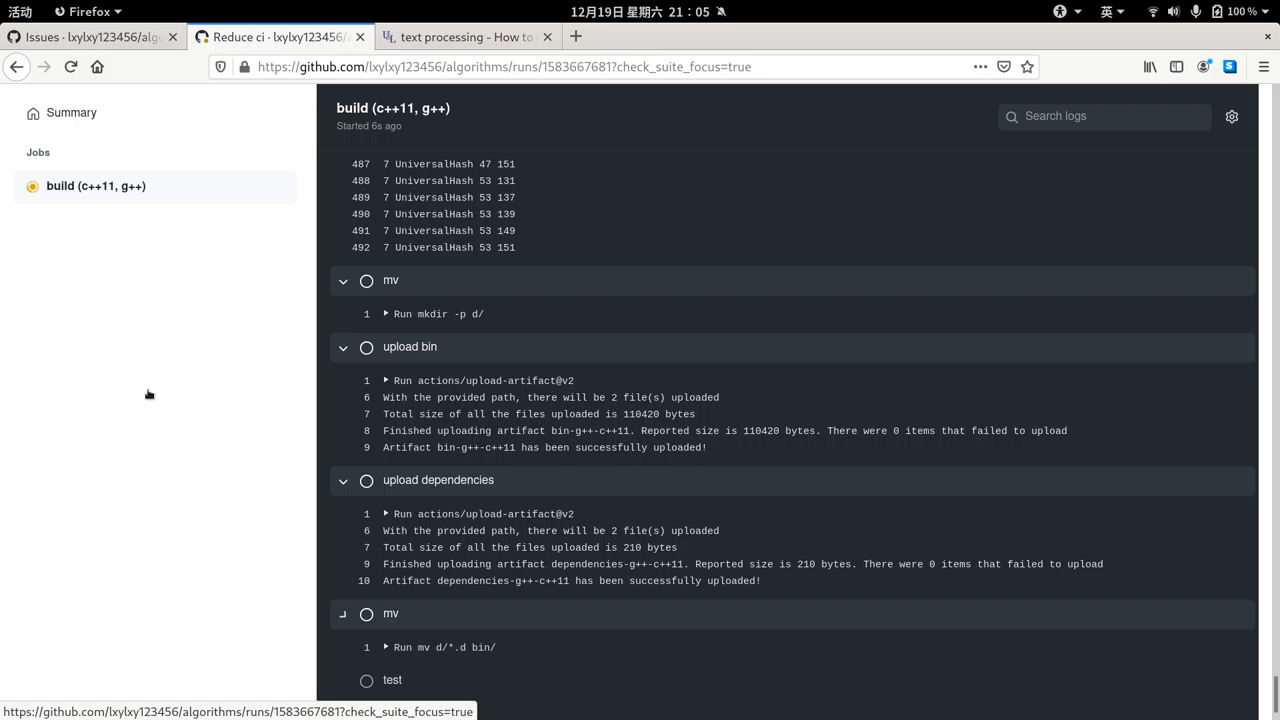 活动
Firefox
12月19日 星期六 21：05
英
100 %
Issues · lxylxy123456/algo
Reduce ci · lxylxy123456/a
text processing - How to
https://github.com/lxylxy123456/algorithms/runs/1583667681?check_suite_focus=true
Summary
Jobs
build (c++11, g++)
build (c++11, g++)
Started 6s ago
Search logs
487 7 UniversalHash 47 151
488 7 UniversalHash 53 131
489 7 UniversalHash 53 137
490 7 UniversalHash 53 139
491 7 UniversalHash 53 149
492 7 UniversalHash 53 151
mv
1 Run mkdir -p d/
upload bin
1 Run actions/upload-artifact@v2
6 With the provided path, there will be 2 file(s) uploaded
7 Total size of all the files uploaded is 110420 bytes
8 Finished uploading artifact bin-g++-c++11. Reported size is 110420 bytes. There were 0 items that failed to upload
9 Artifact bin-g++-c++11 has been successfully uploaded!
upload dependencies
1 Run actions/upload-artifact@v2
6 With the provided path, there will be 2 file(s) uploaded
7 Total size of all the files uploaded is 210 bytes
9 Finished uploading artifact dependencies-g++-c++11. Reported size is 210 bytes. There were 0 items that failed to upload
10 Artifact dependencies-g++-c++11 has been successfully uploaded!
mv
1 Run mv d/*.d bin/
test
https://github.com/lxylxy123456/algorithms/runs/1583667681?check_suite_focus=true